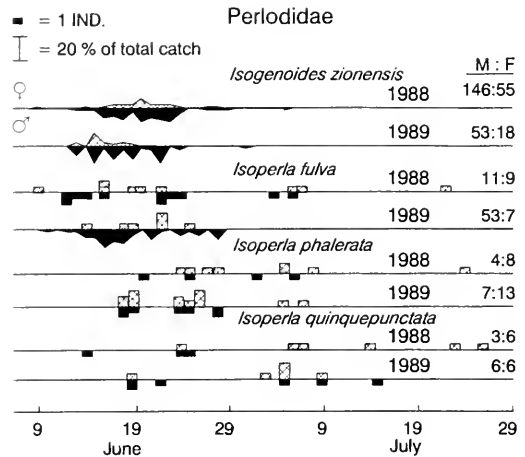 Perlodidae
= 1 IND.
= 20 % of total catch
M : F
Isogenoides zionensis
♀ 1988 146:55
♂ 1989 53:18
Isoperla fulva
1988 11:9
1989 53:7
Isoperla phalerata
1988 4:8
1989 7:13
Isoperla quinquepunctata
1988 3:6
1989 6:6
9 19 29 9 19 29
June July